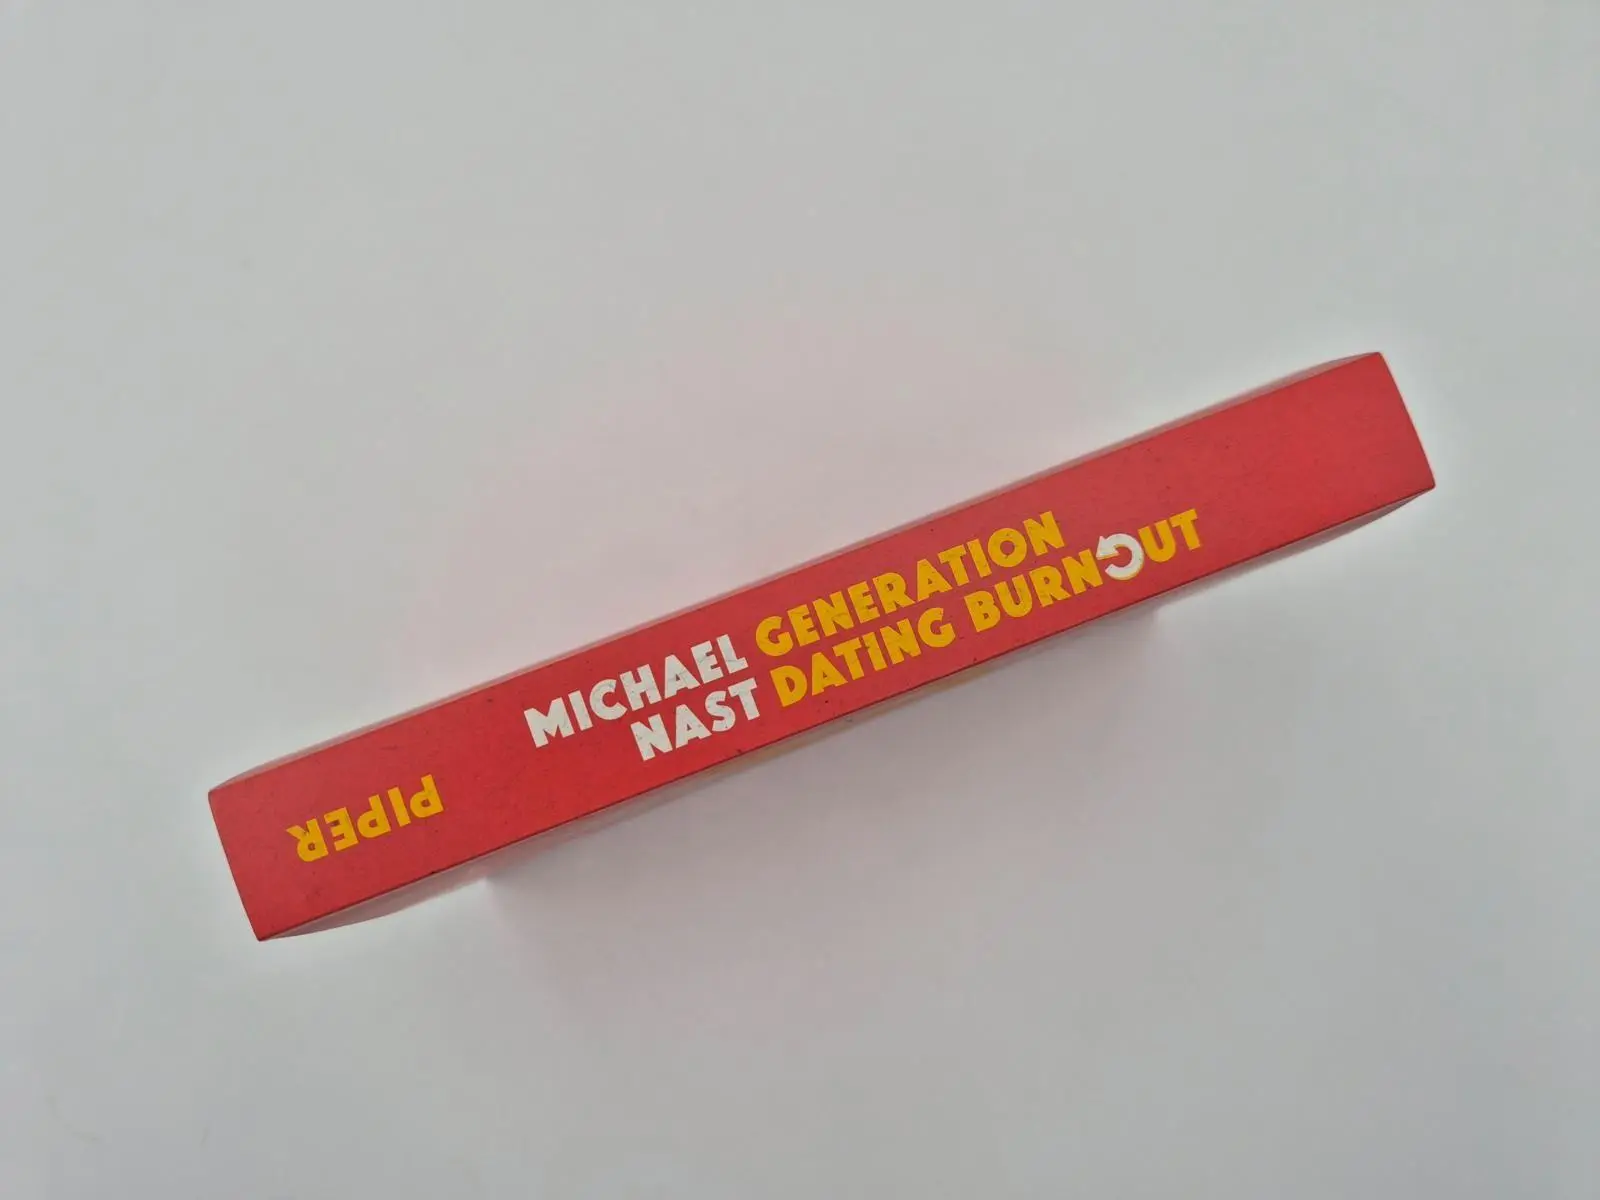 MICHAEL
NAST
GENERATION
DATING BURNOUT
PIPER